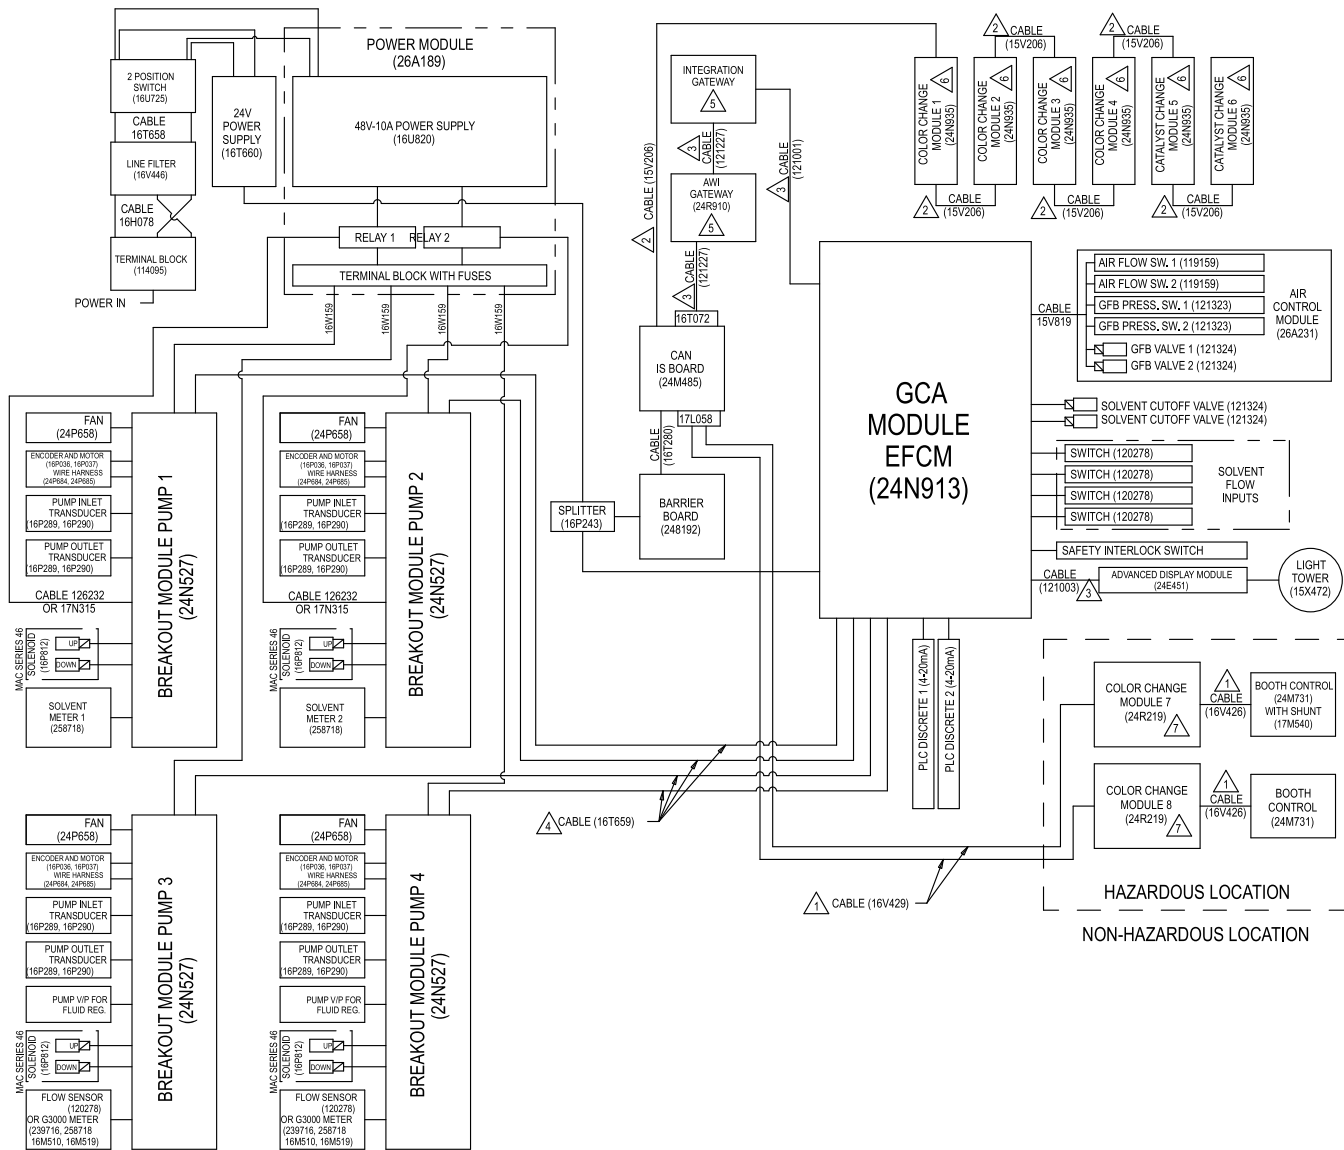 POWER MODULE
(26A189)
2 POSITION
SWITCH
(16U725)
CABLE
16T658
LINE FILTER
(16V446)
CABLE
16H078
TERMINAL BLOCK
(114095)
POWER IN
24V
POWER
SUPPLY
(16T660)
48V-10A POWER SUPPLY
(16U820)
RELAY 1
RELAY 2
TERMINAL BLOCK WITH FUSES
16W159
16W159
16W159
16W159
INTEGRATION
GATEWAY
5
3
CABLE
(121227)
3
CABLE
(121001)
AWI
GATEWAY
(24R910)
5
2
CABLE (15V206)
3
CABLE
(121227)
16T072
CAN
IS BOARD
(24M485)
17L058
CABLE
(16T280)
BARRIER
BOARD
(248192)
SPLITTER
(16P243)
2
CABLE
(15V206)
2
CABLE
(15V206)
COLOR CHANGE
MODULE 1
(24N935)
6
COLOR CHANGE
MODULE 2
(24N935)
6
COLOR CHANGE
MODULE 3
(24N935)
6
COLOR CHANGE
MODULE 4
(24N935)
6
CATALYST CHANGE
MODULE 5
(24N935)
6
CATALYST CHANGE
MODULE 6
(24N935)
6
2
CABLE
(15V206)
2
CABLE
(15V206)
2
CABLE
(15V206)
GCA
MODULE
EFCM
(24N913)
CABLE
15V819
AIR FLOW SW. 1 (119159)
AIR FLOW SW. 2 (119159)
GFB PRESS. SW. 1 (121323)
GFB PRESS. SW. 2 (121323)
GFB VALVE 1 (121324)
GFB VALVE 2 (121324)
AIR
CONTROL
MODULE
(26A231)
SOLVENT CUTOFF VALVE (121324)
SOLVENT CUTOFF VALVE (121324)
SWITCH (120278)
SWITCH (120278)
SWITCH (120278)
SWITCH (120278)
SOLVENT
FLOW
INPUTS
SAFETY INTERLOCK SWITCH
CABLE
(121003)
3
ADVANCED DISPLAY MODULE
(24E451)
LIGHT
TOWER
(15X472)
PLC DISCRETE 1 (4-20mA)
PLC DISCRETE 2 (4-20mA)
COLOR CHANGE
MODULE 7
(24R219)
7
1
CABLE
(16V426)
BOOTH CONTROL
(24M731)
WITH SHUNT
(17M540)
COLOR CHANGE
MODULE 8
(24R219)
7
1
CABLE
(16V426)
BOOTH
CONTROL
(24M731)
HAZARDOUS LOCATION
NON-HAZARDOUS LOCATION
4
CABLE (16T659)
1
CABLE (16V429)
FAN
(24P658)
ENCODER AND MOTOR
(16P036, 16P037)
WIRE HARNESS
(24P684, 24P685)
PUMP INLET
TRANSDUCER
(16P289, 16P290)
PUMP OUTLET
TRANSDUCER
(16P289, 16P290)
CABLE 126232
OR 17N315
MAC SERIES 46
SOLENOID
(16P812)
UP
DOWN
SOLVENT
METER 1
(258718)
BREAKOUT MODULE PUMP 1
(24N527)
FAN
(24P658)
ENCODER AND MOTOR
(16P036, 16P037)
WIRE HARNESS
(24P684, 24P685)
PUMP INLET
TRANSDUCER
(16P289, 16P290)
PUMP OUTLET
TRANSDUCER
(16P289, 16P290)
CABLE 126232
OR 17N315
MAC SERIES 46
SOLENOID
(16P812)
UP
DOWN
SOLVENT
METER 2
(258718)
BREAKOUT MODULE PUMP 2
(24N527)
FAN
(24P658)
ENCODER AND MOTOR
(16P036, 16P037)
WIRE HARNESS
(24P684, 24P685)
PUMP INLET
TRANSDUCER
(16P289, 16P290)
PUMP OUTLET
TRANSDUCER
(16P289, 16P290)
PUMP V/P FOR
FLUID REG.
MAC SERIES 46
SOLENOID
(16P812)
UP
DOWN
FLOW SENSOR
(120278)
OR G3000 METER
(239716, 258718
16M510, 16M519)
BREAKOUT MODULE PUMP 3
(24N527)
FAN
(24P658)
ENCODER AND MOTOR
(16P036, 16P037)
WIRE HARNESS
(24P684, 24P685)
PUMP INLET
TRANSDUCER
(16P289, 16P290)
PUMP OUTLET
TRANSDUCER
(16P289, 16P290)
PUMP V/P FOR
FLUID REG.
MAC SERIES 46
SOLENOID
(16P812)
UP
DOWN
FLOW SENSOR
(120278)
OR G3000 METER
(239716, 258718
16M510, 16M519)
BREAKOUT MODULE PUMP 4
(24N527)